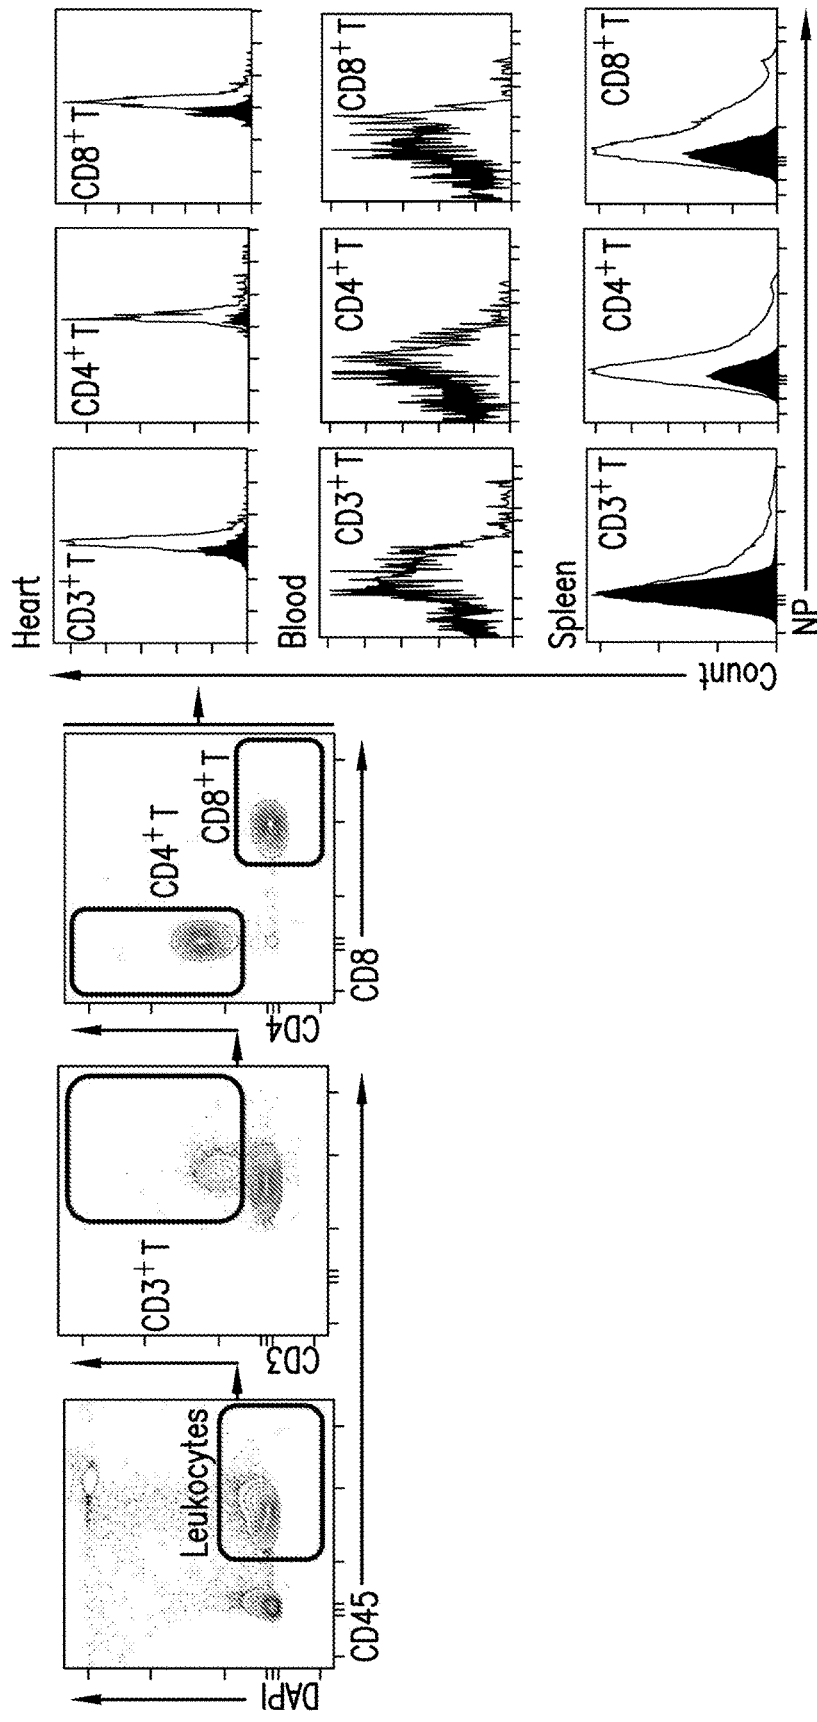 DAPI
Leukocytes
CD45
CD3
CD3+T
CD4
CD4+T
CD8+T
CD8
Count
Heart
CD3+T
CD4+T
CD8+T
Blood
CD3+T
CD4+T
CD8+T
Spleen
CD3+T
CD4+T
CD8+T
NP